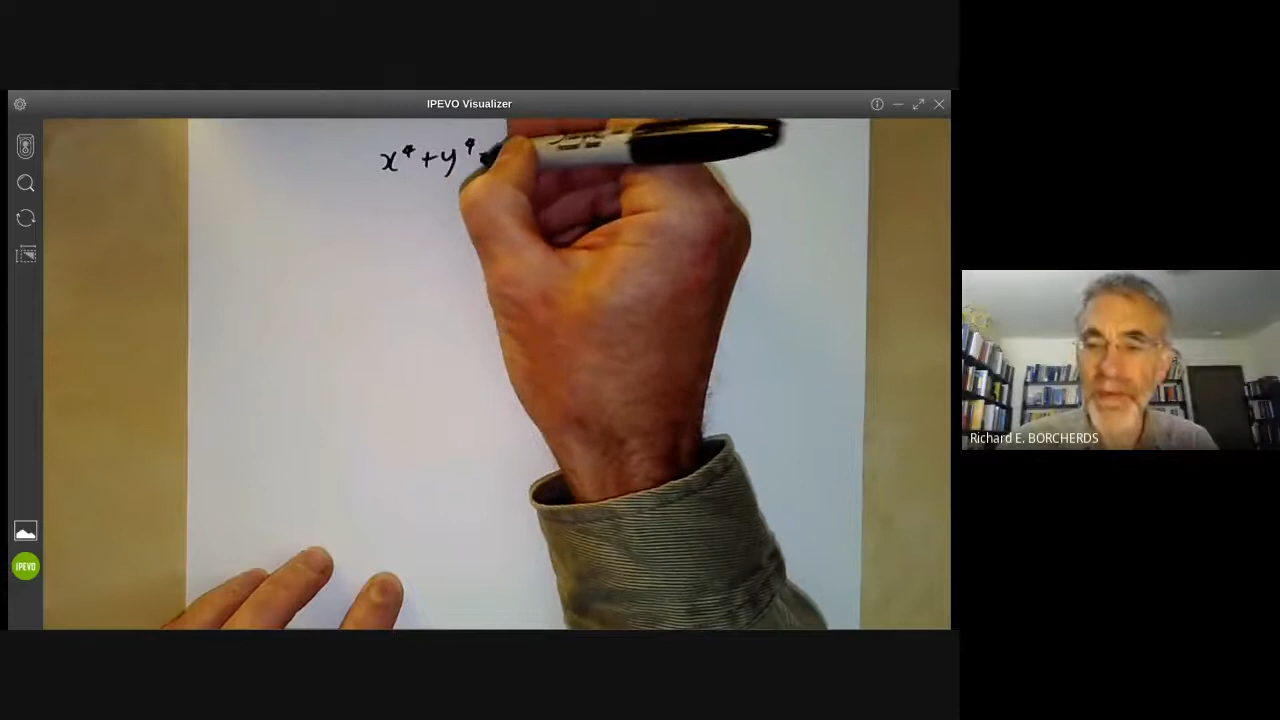 IPEVO Visualizer
x⁴ + y⁴
IPEVO
Richard E. BORCHERDS